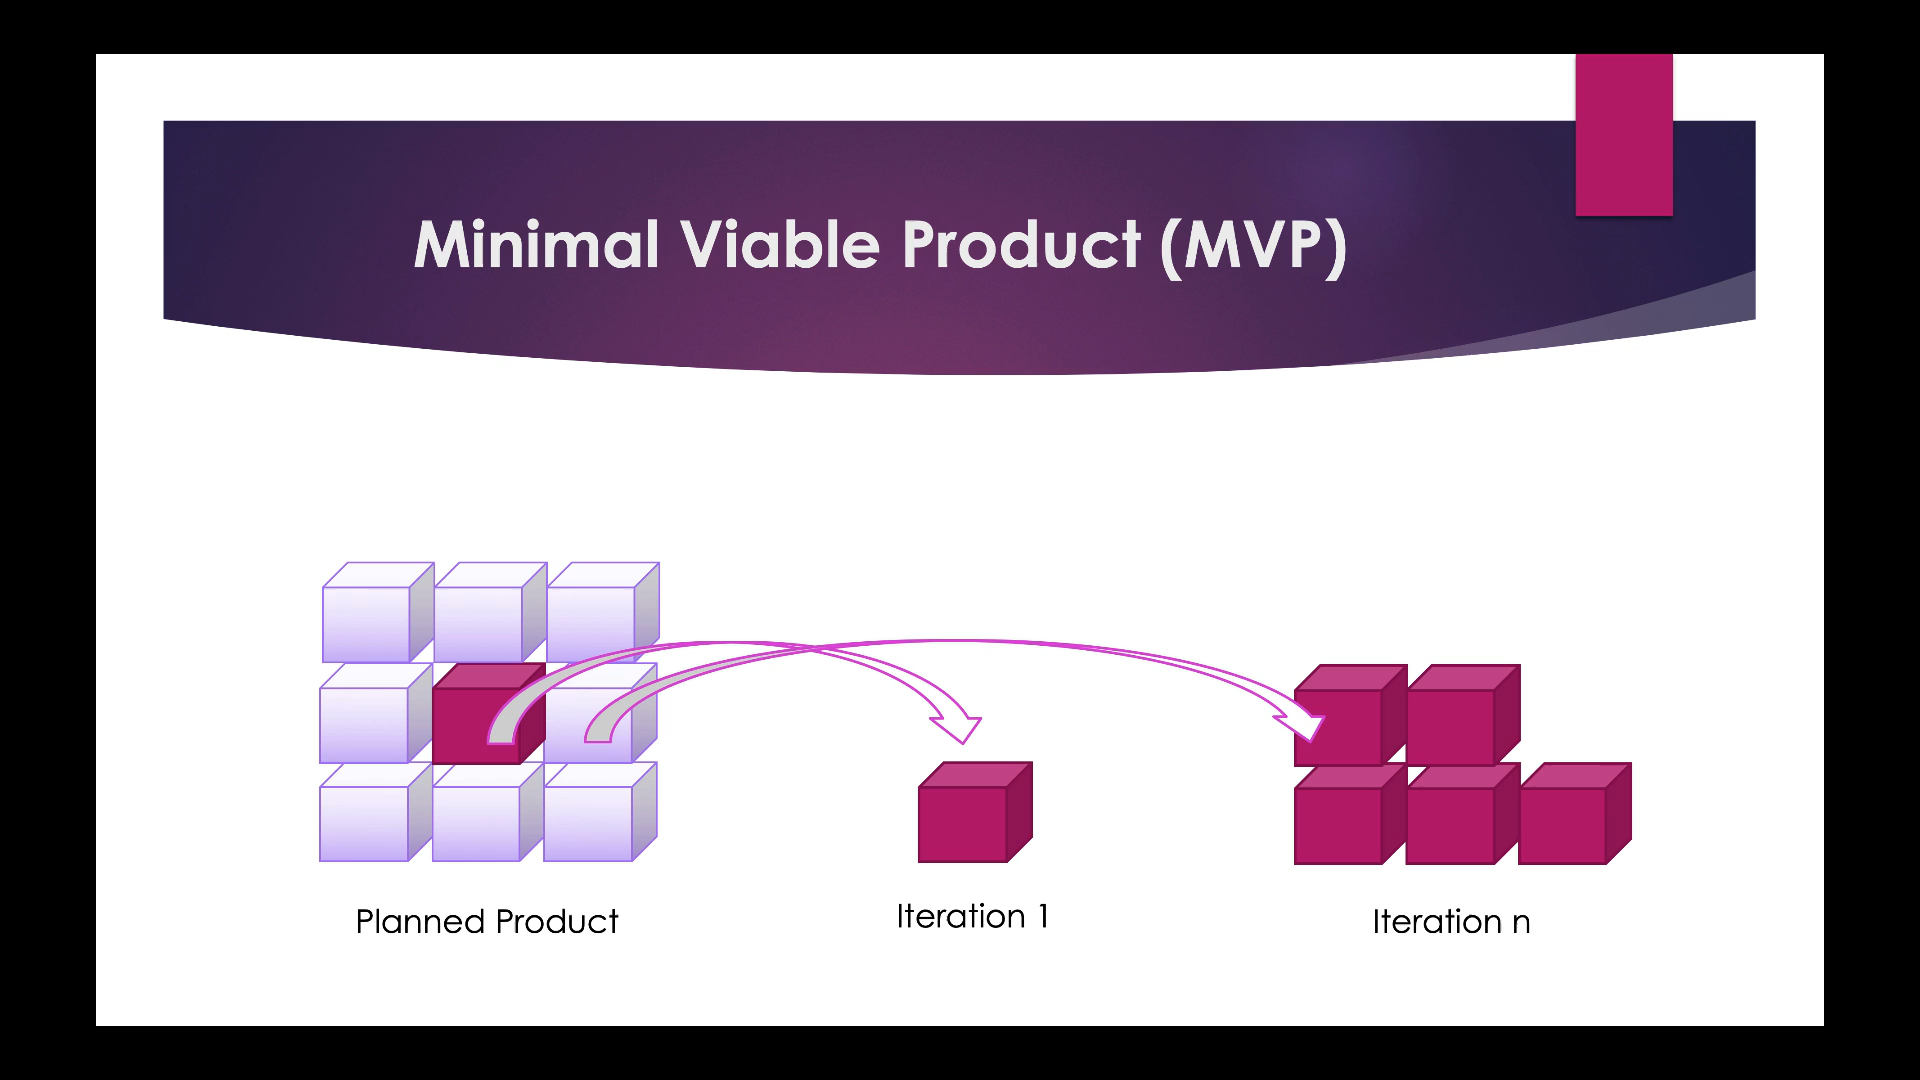 Minimal Viable Product (MVP)
Planned Product
Iteration 1
Iteration n